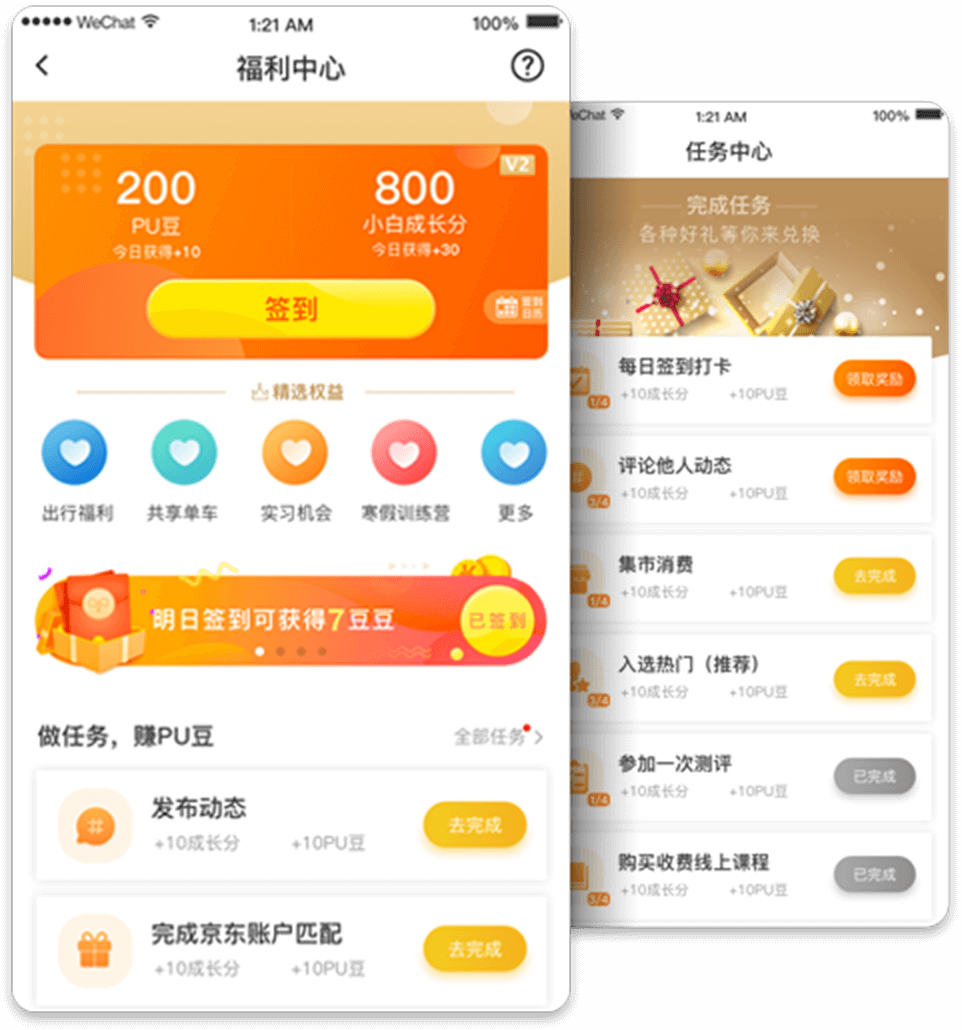 WeChat
1:21 AM
100%
福利中心
?
V2
200
800
PU豆
小白成长分
今日获得+10
今日获得+30
签到
签到
日历
精选权益
出行福利
共享单车
实习机会
寒假训练营
更多
明日签到可获得7豆豆
已签到
做任务，赚PU豆
全部任务
发布动态
+10成长分
+10PU豆
去完成
完成京东账户匹配
+10成长分
+10PU豆
去完成
eChat
1:21 AM
100%
任务中心
完成任务
各种好礼等你来兑换
每日签到打卡
1/4
+10成长分
+10PU豆
领取奖励
评论他人动态
3/4
+10成长分
+10PU豆
领取奖励
集市消费
1/4
+10成长分
+10PU豆
去完成
入选热门（推荐）
3/4
+10成长分
+10PU豆
去完成
参加一次测评
1/4
+10成长分
+10PU豆
已完成
购买收费线上课程
3/4
+10成长分
+10PU豆
已完成